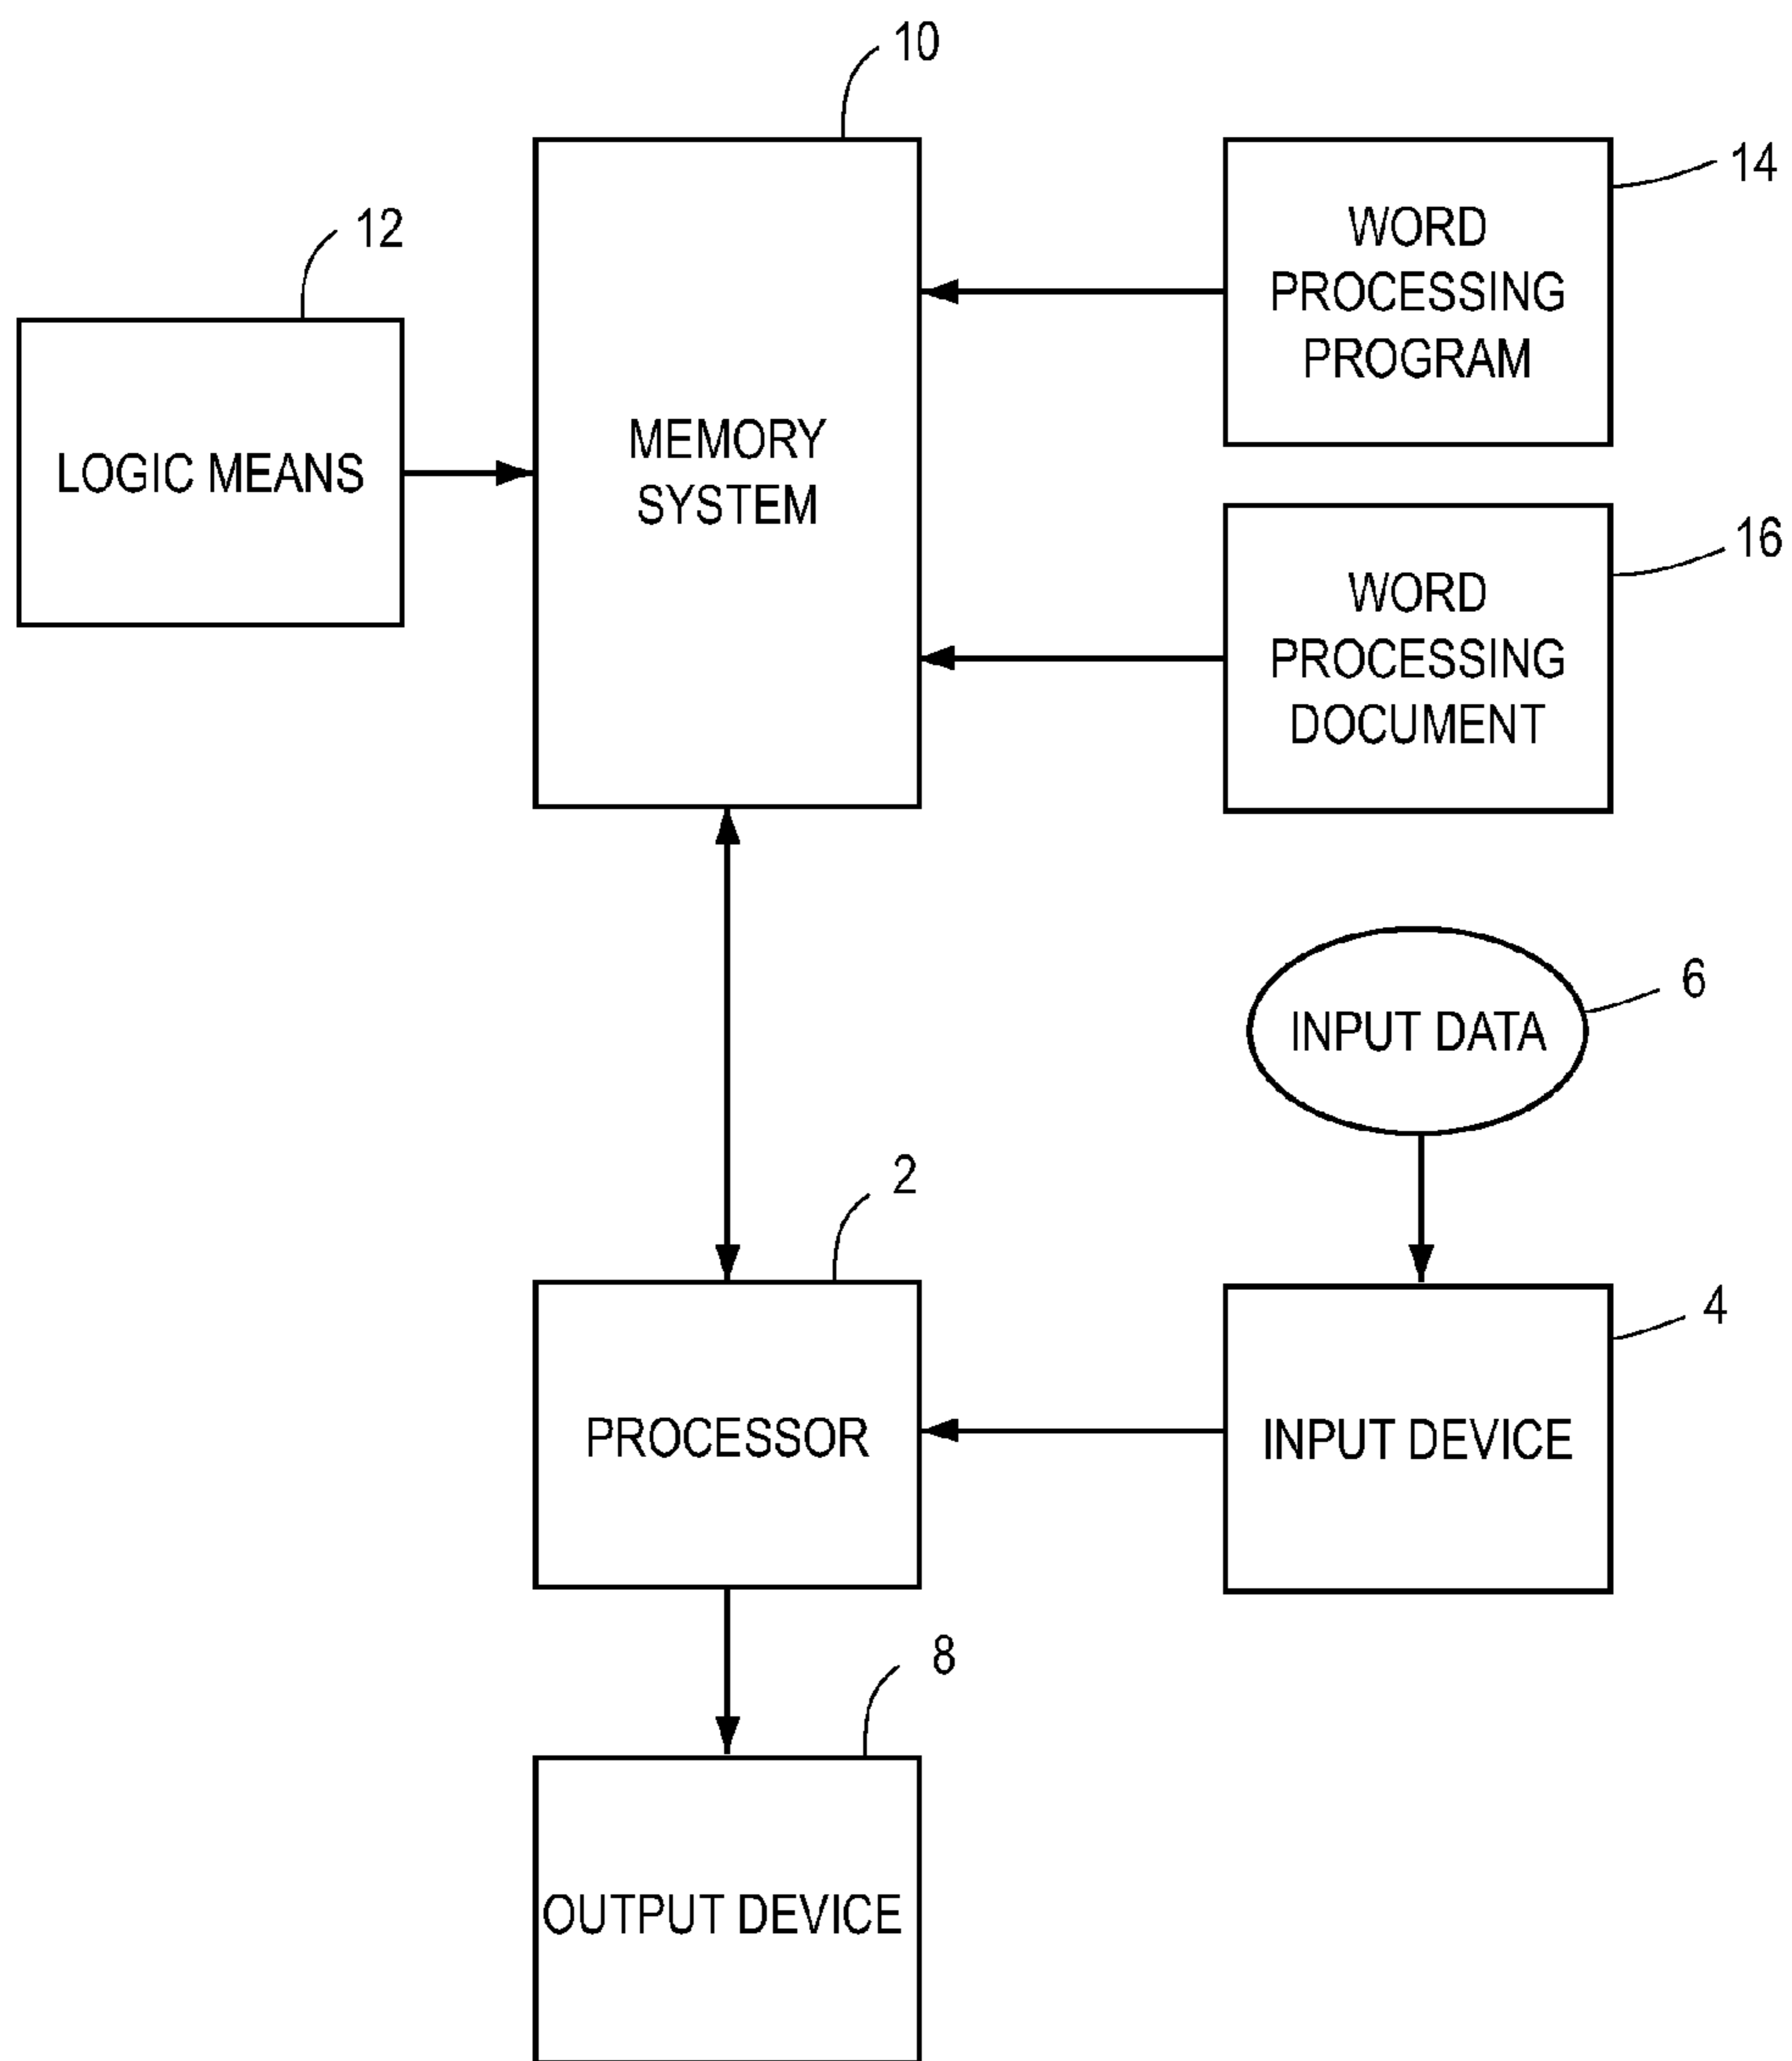 10
14
WORD
PROCESSING
PROGRAM
12
MEMORY
SYSTEM
LOGIC MEANS
16
WORD
PROCESSING
DOCUMENT
6
INPUT DATA
2
4
PROCESSOR
INPUT DEVICE
8
OUTPUT DEVICE